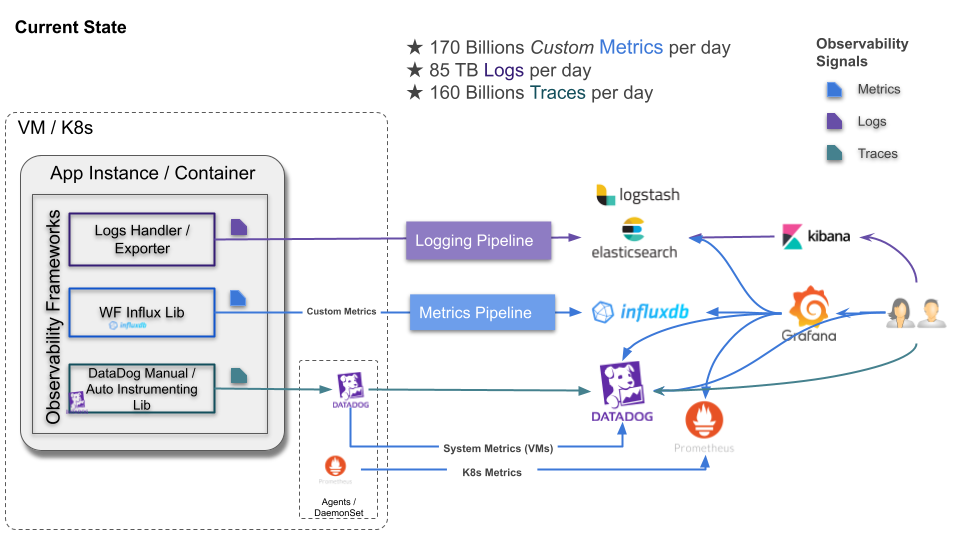 Current State
★ 170 Billions Custom Metrics per day
★ 85 TB Logs per day
★ 160 Billions Traces per day
Observability
Signals
Metrics
Logs
Traces
VM / K8s
App Instance / Container
Observability Frameworks
Logs Handler /
Exporter
WF Influx Lib
influxdb
DataDog Manual /
Auto Instrumenting
Lib
DATADOG
Custom Metrics
Logging Pipeline
Metrics Pipeline
logstash
elasticsearch
kibana
influxdb
Grafana
DATADOG
DATADOG
Prometheus
System Metrics (VMs)
K8s Metrics
Prometheus
Agents /
DaemonSet